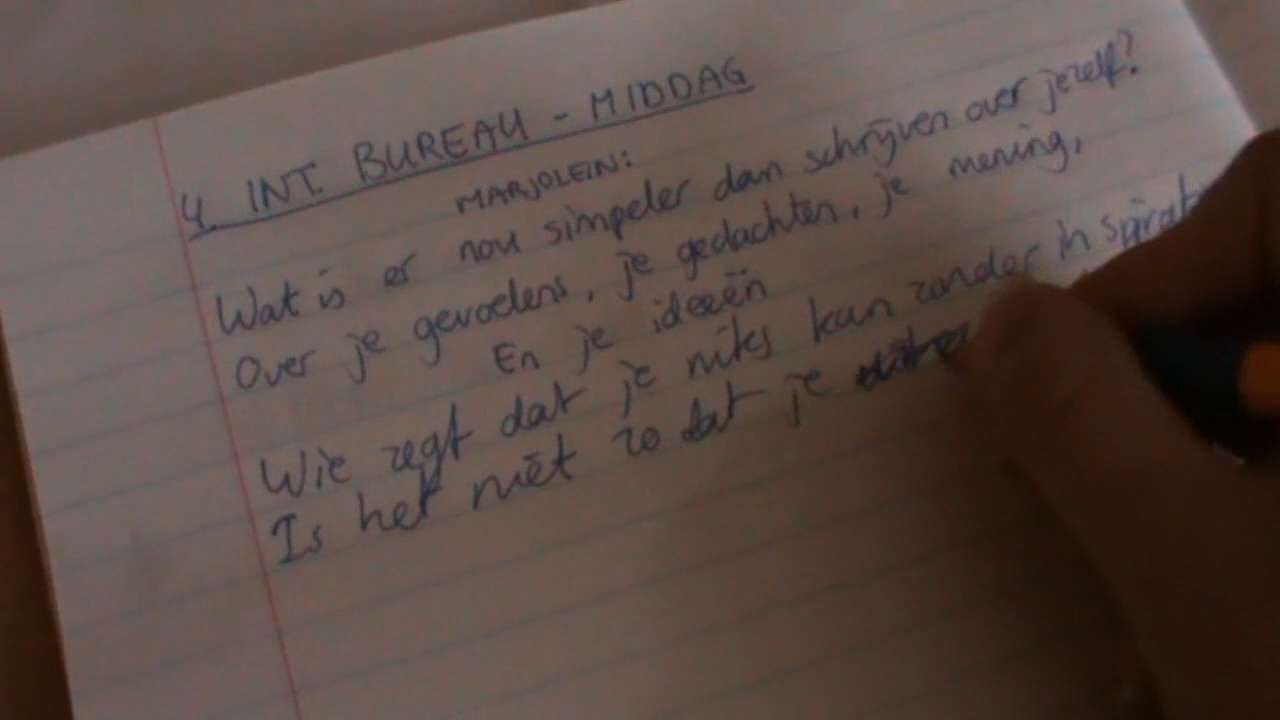 4. INT. BUREAU - MIDDAG
MARJOLEIN:
Wat is er nou simpeler dan schrijven over jezelf?
Over je gevoelens, je gedachten, je mening,
En je ideeën
Wie zegt dat je niks kan zonder
Is het niet zo dat je